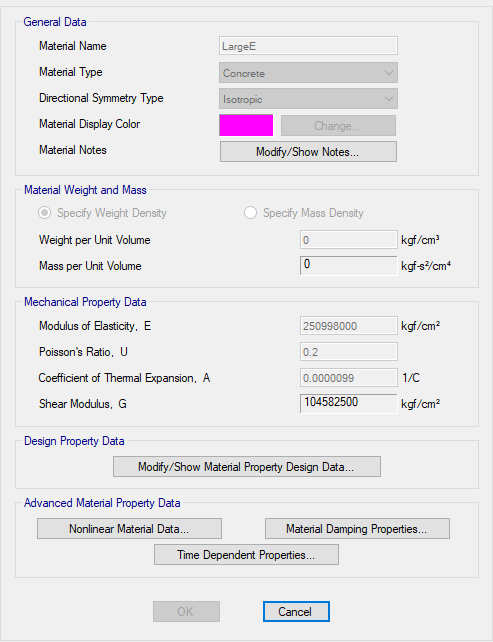 General Data
Material Name LargeE
Material Type Concrete
Directional Symmetry Type Isotropic
Material Display Color Change...
Material Notes Modify/Show Notes...
Material Weight and Mass
Specify Weight Density Specify Mass Density
Weight per Unit Volume 0 kgf/cm³
Mass per Unit Volume 0 kgf-s²/cm⁴
Mechanical Property Data
Modulus of Elasticity, E 250998000 kgf/cm²
Poisson's Ratio, U 0.2
Coefficient of Thermal Expansion, A 0.0000099 1/C
Shear Modulus, G 104582500 kgf/cm²
Design Property Data
Modify/Show Material Property Design Data...
Advanced Material Property Data
Nonlinear Material Data... Material Damping Properties...
Time Dependent Properties...
OK Cancel